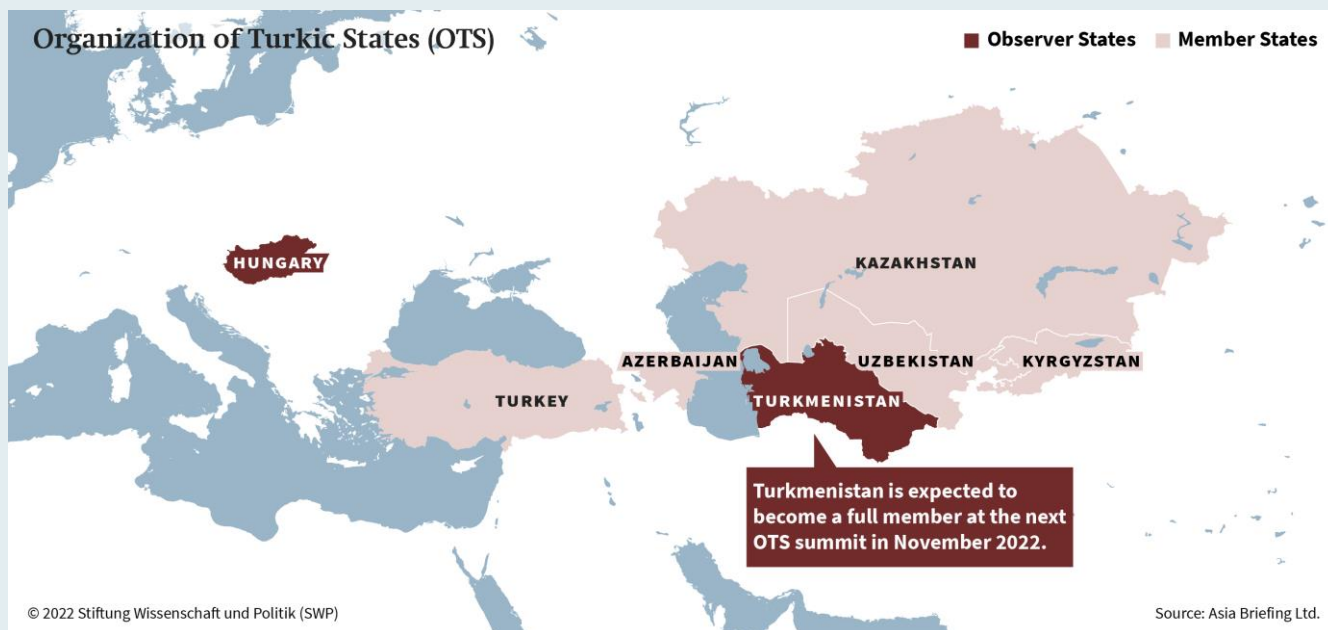 Organization of Turkic States (OTS)
Observer States
Member States
HUNGARY
KAZAKHSTAN
AZERBAIJAN
UZBEKISTAN
KYRGYZSTAN
TURKEY
TURKMENISTAN
Turkmenistan is expected to
become a full member at the next
OTS summit in November 2022.
© 2022 Stiftung Wissenschaft und Politik (SWP)
Source: Asia Briefing Ltd.